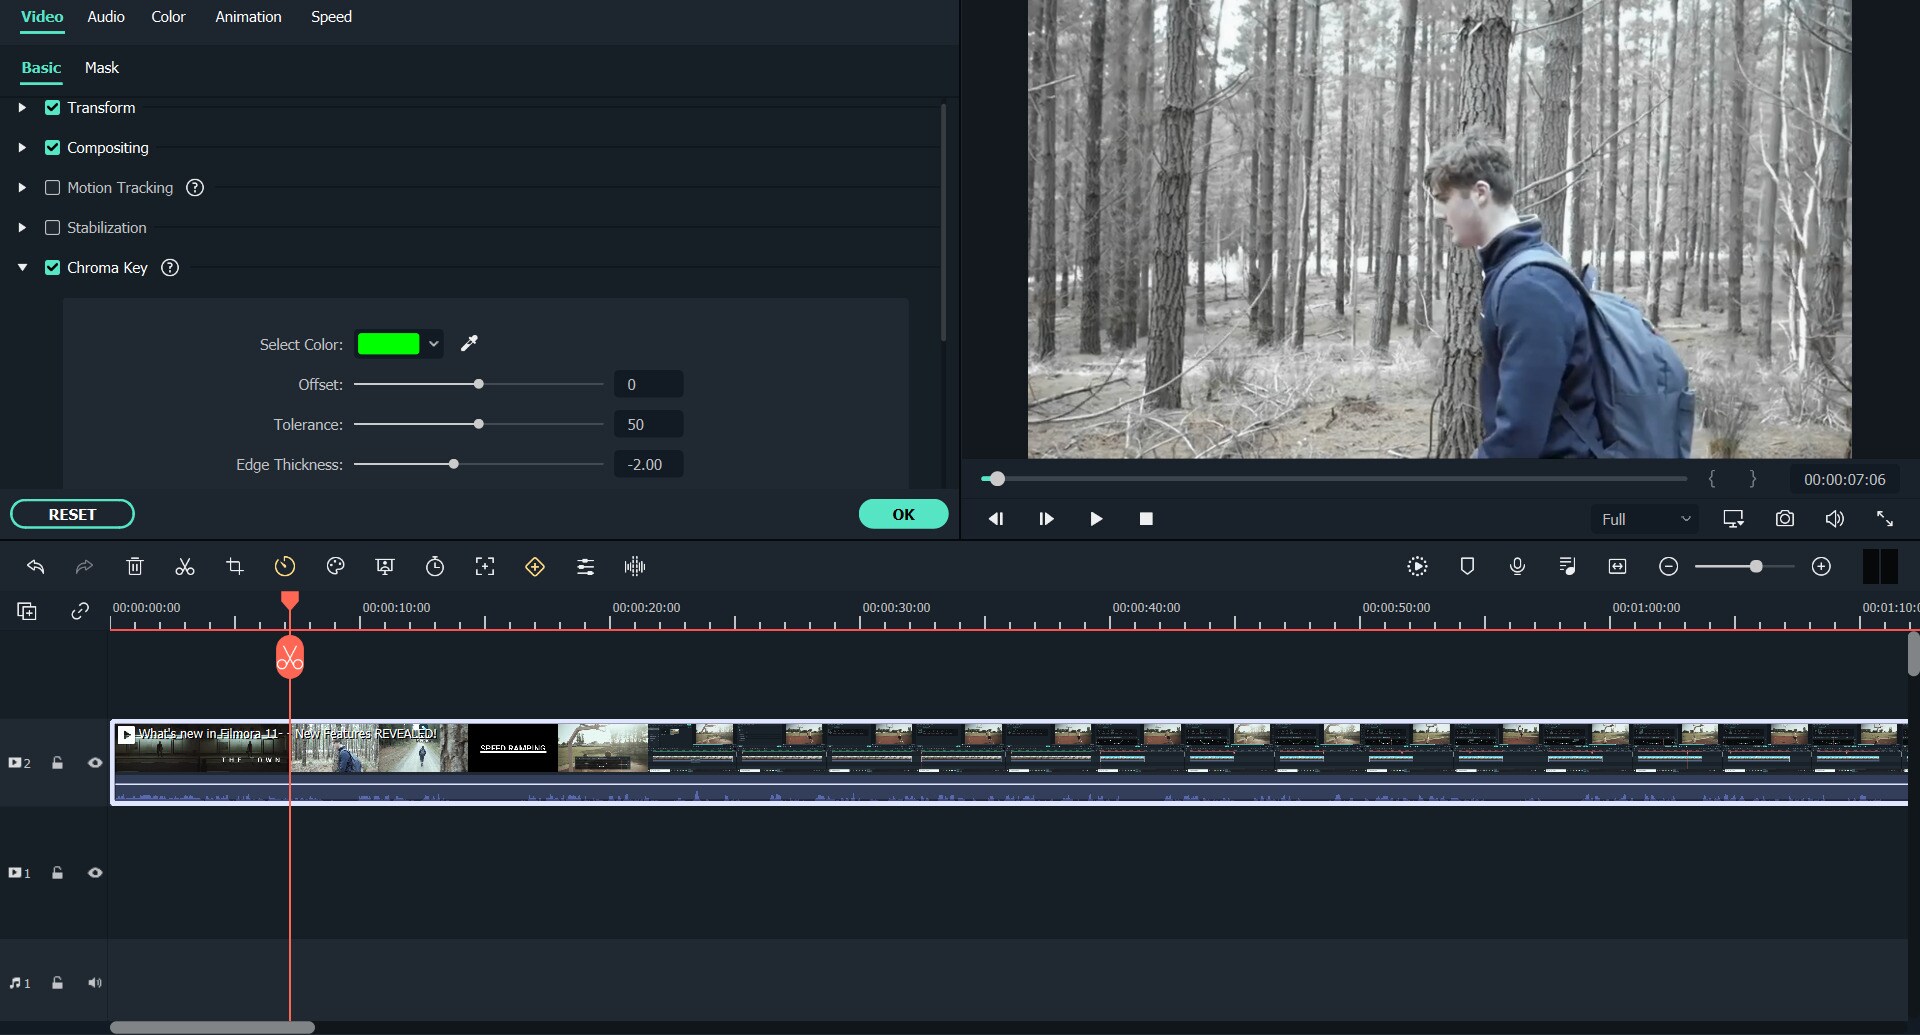 Video Audio Color Animation Speed
Basic Mask
Transform
Compositing
Motion Tracking ?
Stabilization
Chroma Key ?
Select Color:
Offset: 0
Tolerance: 50
Edge Thickness: -2.00
RESET OK
{ } 00:00:07:06
Full
00:00:00:00 00:00:10:00 00:00:20:00 00:00:30:00 00:00:40:00 00:00:50:00 00:01:00:00 00:01:10:0
What's new in Filmora 11- - New Features REVEALED!
THE TOWN
SPEED RAMPING
2
1
1